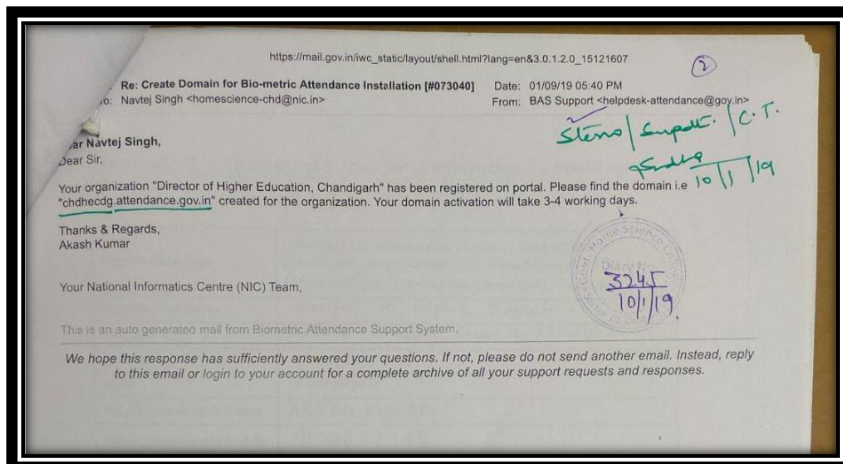 https://mail.gov.in/iwc_static/layout/shell.html?lang=en&3.0.1.2.0_15121607
2
Re: Create Domain for Bio-metric Attendance Installation [#073040] Date: 01/09/19 05:40 PM
Navtej Singh <homescience-chd@nic.in> From: BAS Support <helpdesk-attendance@gov.in>
Steno/Supdt./C.T.
10/1/19
Navtej Singh,
Dear Sir,
Your organization "Director of Higher Education, Chandigarh" has been registered on portal. Please find the domain i.e
"chdhecdg.attendance.gov.in" created for the organization. Your domain activation will take 3-4 working days.
Thanks & Regards,
Akash Kumar
Govt. Home Science
Diary No.
3245
10/1/19.
Your National Informatics Centre (NIC) Team,
This is an auto generated mail from Biometric Attendance Support System.
We hope this response has sufficiently answered your questions. If not, please do not send another email. Instead, reply
to this email or login to your account for a complete archive of all your support requests and responses.